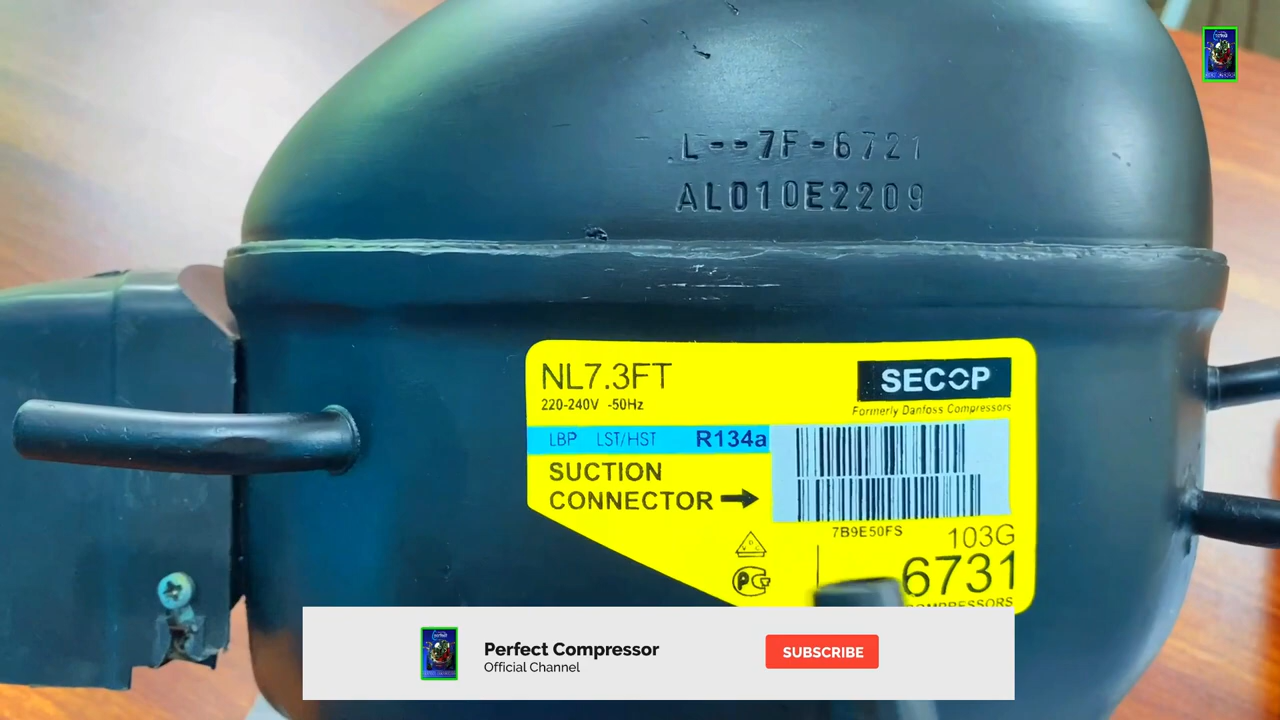 L--7F-6721
AL010E2209
NL7.3FT
SECOP
220-240V -50Hz
Formerly Danfoss Compressors
LBP LST/HST R134a
SUCTION
CONNECTOR
7B9E50FS
103G
6731
COMPRESSORS
Perfect Compressor
Official Channel
SUBSCRIBE